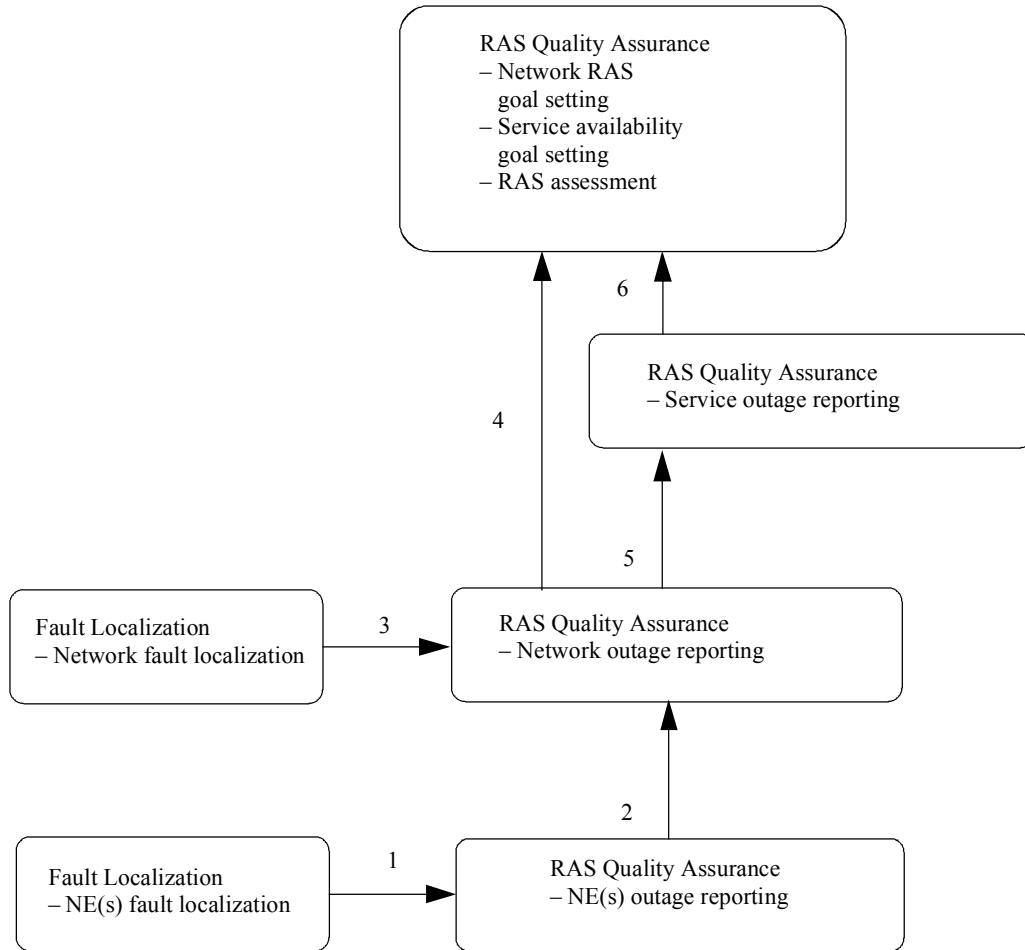 RAS Quality Assurance
– Network RAS
goal setting
– Service availability
goal setting
– RAS assessment
6
RAS Quality Assurance
– Service outage reporting
4
5
Fault Localization
– Network fault localization
3
RAS Quality Assurance
– Network outage reporting
2
Fault Localization
– NE(s) fault localization
1
RAS Quality Assurance
– NE(s) outage reporting